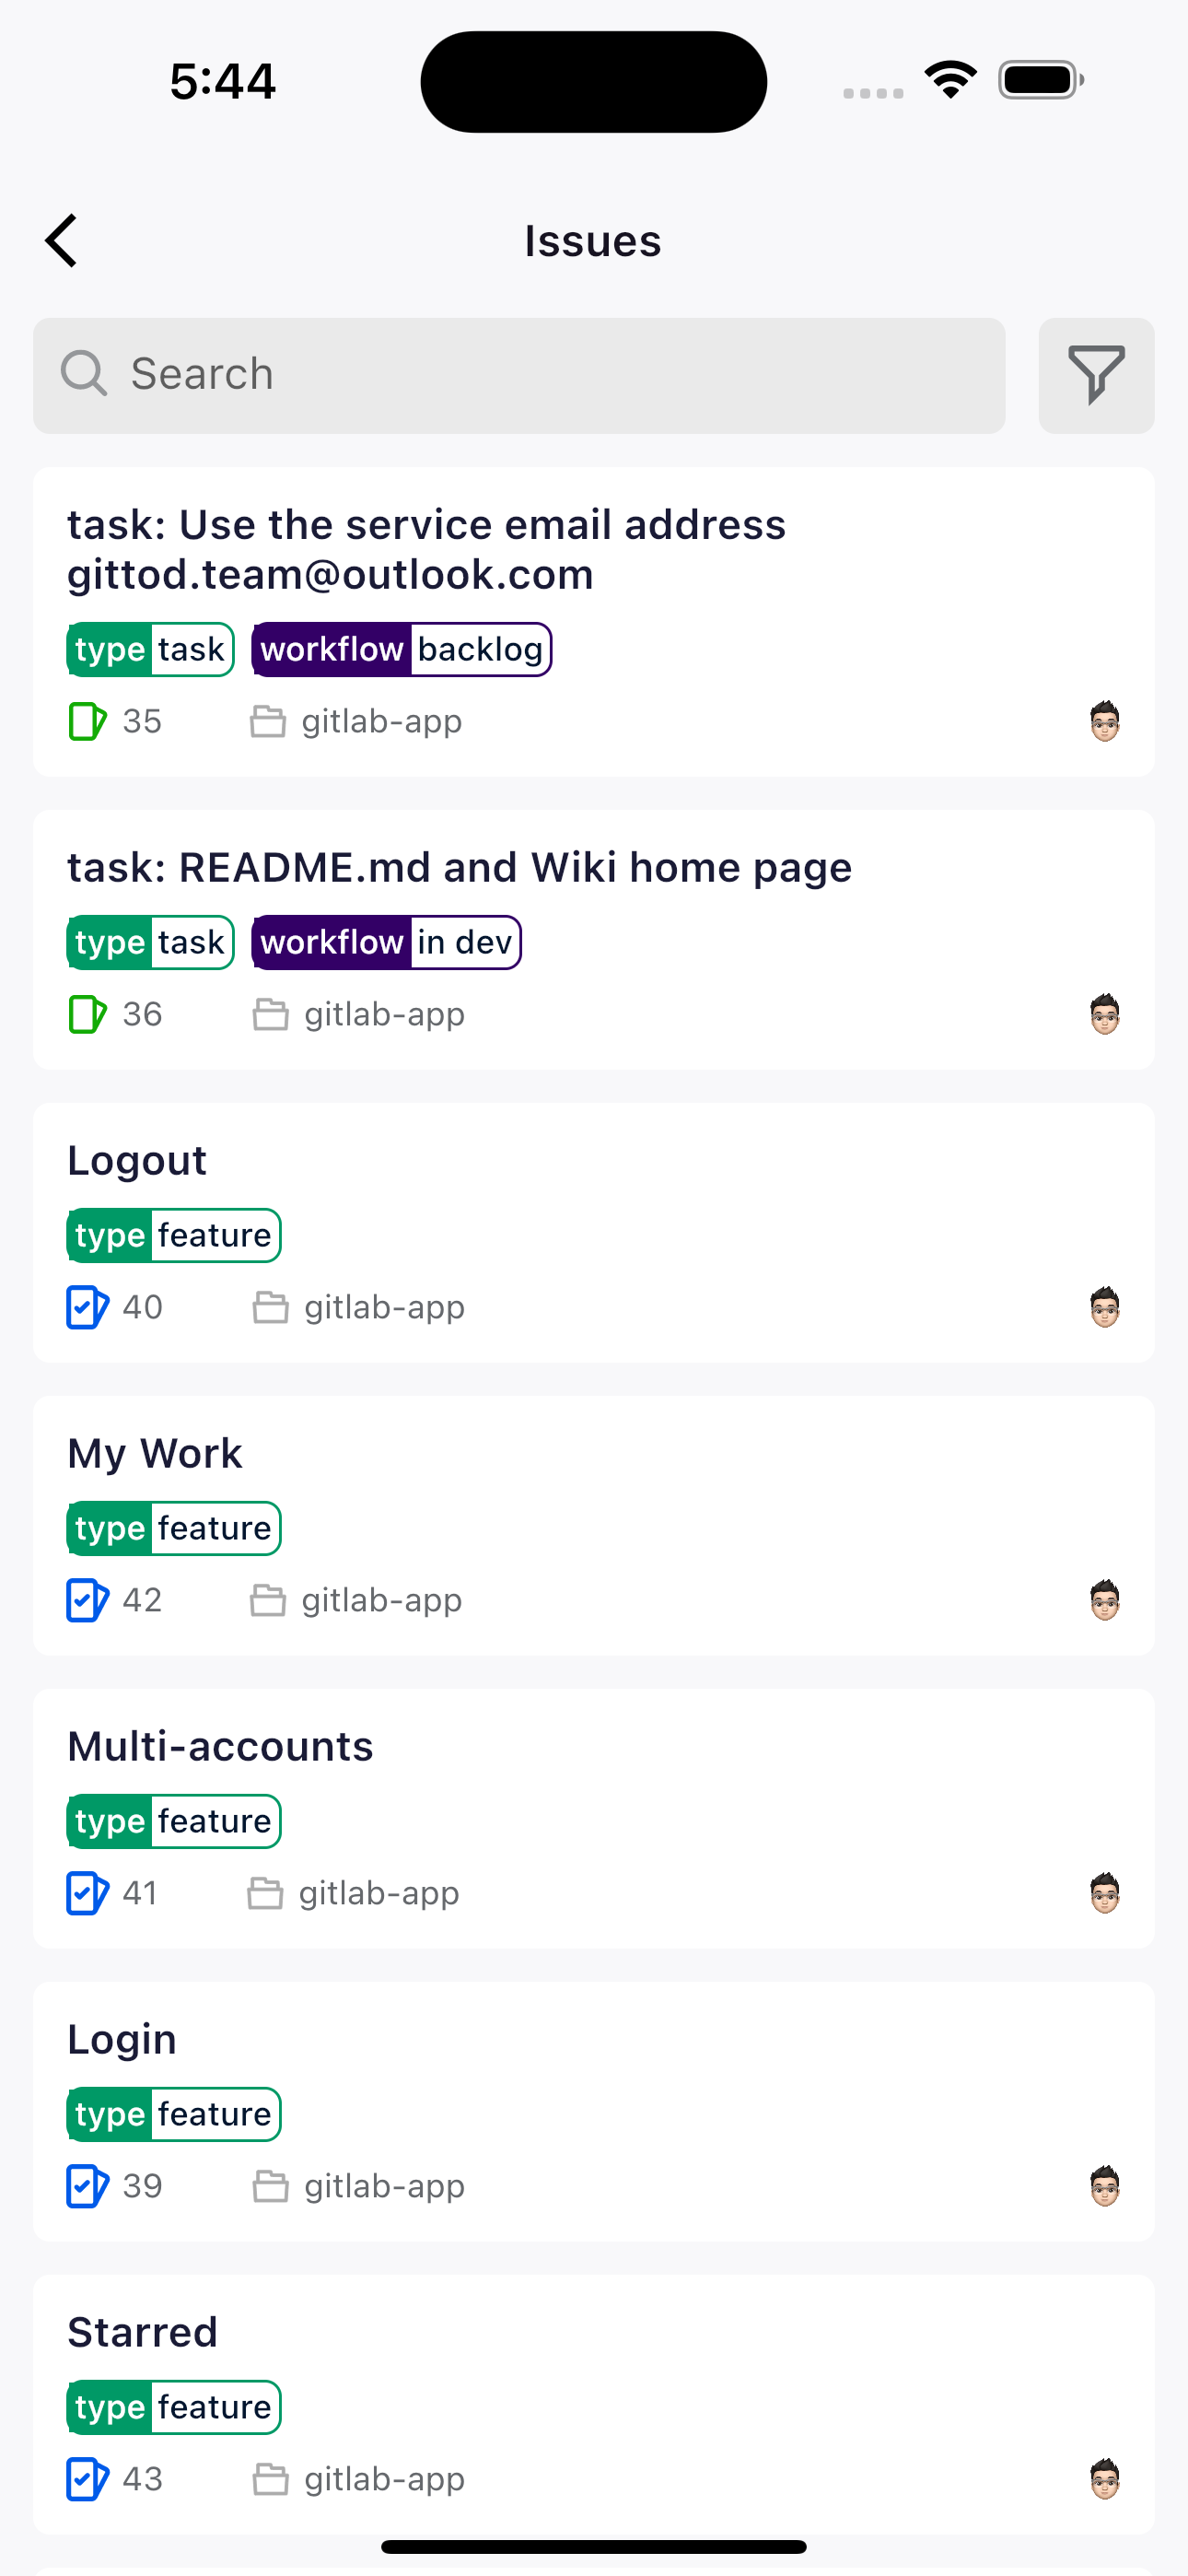 5:44
Issues
Search
task: Use the service email address
gittod.team@outlook.com
type task workflow backlog
35 gitlab-app
task: README.md and Wiki home page
type task workflow in dev
36 gitlab-app
Logout
type feature
40 gitlab-app
My Work
type feature
42 gitlab-app
Multi-accounts
type feature
41 gitlab-app
Login
type feature
39 gitlab-app
Starred
type feature
43 gitlab-app